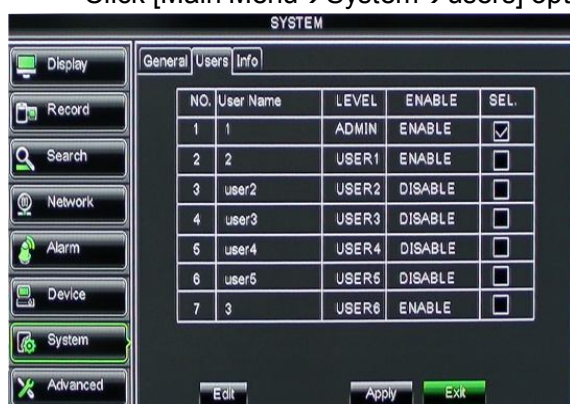 Click [Main Menu→System→users] opt
SYSTEM
Display
Record
Search
Network
Alarm
Device
System
Advanced
General Users Info
NO. User Name LEVEL ENABLE SEL.
1 1 ADMIN ENABLE
2 2 USER1 ENABLE
3 user2 USER2 DISABLE
4 user3 USER3 DISABLE
5 user4 USER4 DISABLE
6 user5 USER5 DISABLE
7 3 USER6 ENABLE
Edit Apply Exit